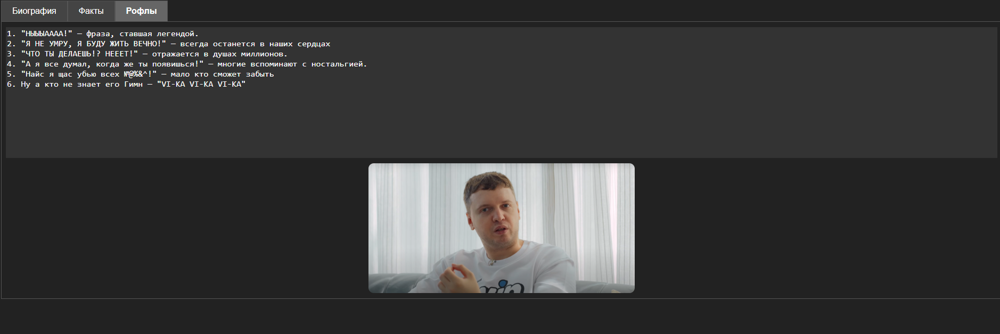 Биография
Факты
Рофлы
1. "НЫЫЫАААА!" — фраза, ставшая легендой.
2. "Я НЕ УМРУ, Я БУДУ ЖИТЬ ВЕЧНО!" — всегда останется в наших сердцах
3. "ЧТО ТЫ ДЕЛАЕШЬ!? НЕЕЕТ!" — отражается в душах миллионов.
4. "А я все думал, когда же ты появишься!" — многие вспоминают с ностальгией.
5. "Найс я щас убью всех №@%&^!" — мало кто сможет забыть
6. Ну а кто не знает его Гимн — "VI-KA VI-KA VI-KA"